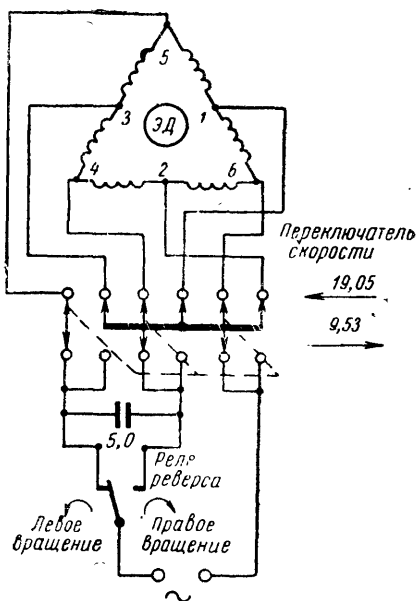 5
3
ЭД
1
4
2
6
Переключатель
скорости
19,05
9,53
5,0
Реле
реверса
Левое
вращение
Правое
вращение
~